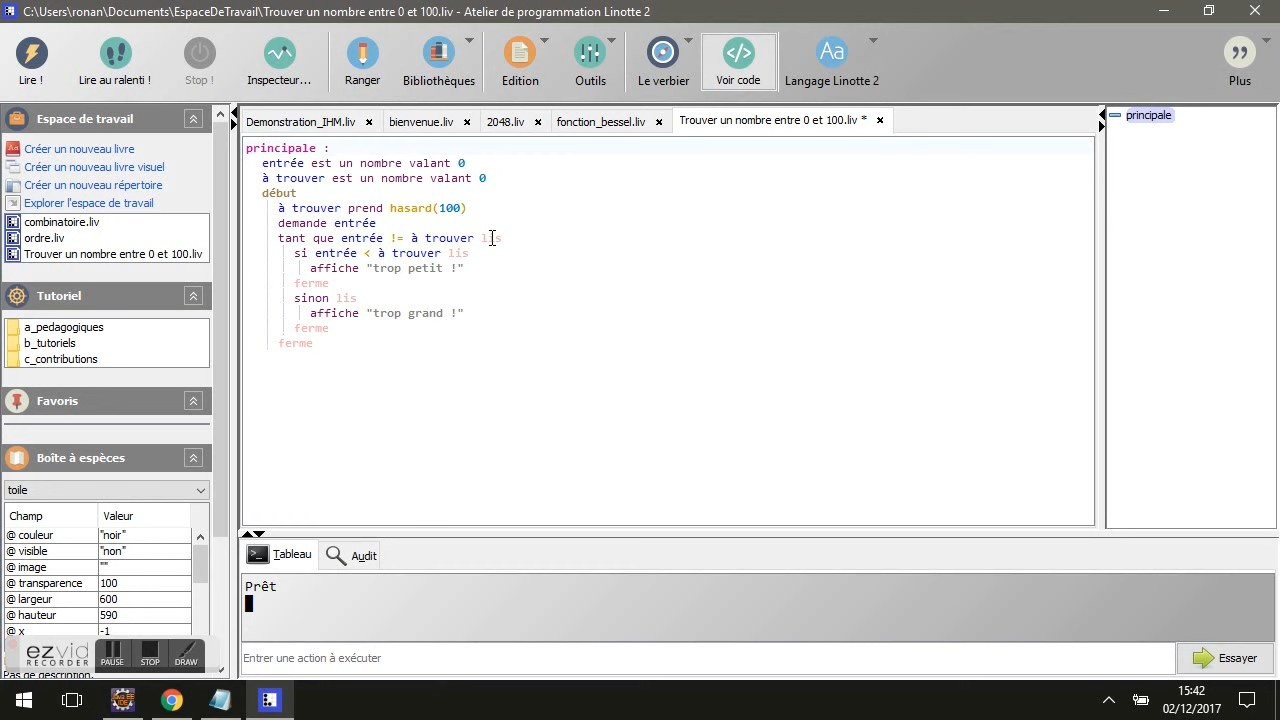 C:\Users\ronan\Documents\EspaceDeTravail\Trouver un nombre entre 0 et 100.liv - Atelier de programmation Linotte 2
Lire !
Lire au ralenti !
Stop !
Inspecteur...
Ranger
Bibliothèques
Edition
Outils
Le verbier
Voir code
Langage Linotte 2
Plus
Espace de travail
Créer un nouveau livre
Créer un nouveau livre visuel
Créer un nouveau répertoire
Explorer l'espace de travail
combinatoire.liv
ordre.liv
Trouver un nombre entre 0 et 100.liv
Tutoriel
a_pedagogiques
b_tutoriels
c_contributions
Favoris
Boîte à espèces
toile
Champ Valeur
@ couleur "noir"
@ visible "non"
@ image ""
@ transparence 100
@ largeur 600
@ hauteur 590
@ x -1
Pas de description.
ezvid
RECORDER
PAUSE
STOP
DRAW
Demonstration_IHM.liv
bienvenue.liv
2048.liv
fonction_bessel.liv
Trouver un nombre entre 0 et 100.liv *
principale :
entrée est un nombre valant 0
à trouver est un nombre valant 0
début
à trouver prend hasard(100)
demande entrée
tant que entrée != à trouver lis
si entrée < à trouver lis
affiche "trop petit !"
ferme
sinon lis
affiche "trop grand !"
ferme
ferme
principale
Tableau
Audit
Prêt
Entrer une action à exécuter
Essayer
15:42
02/12/2017